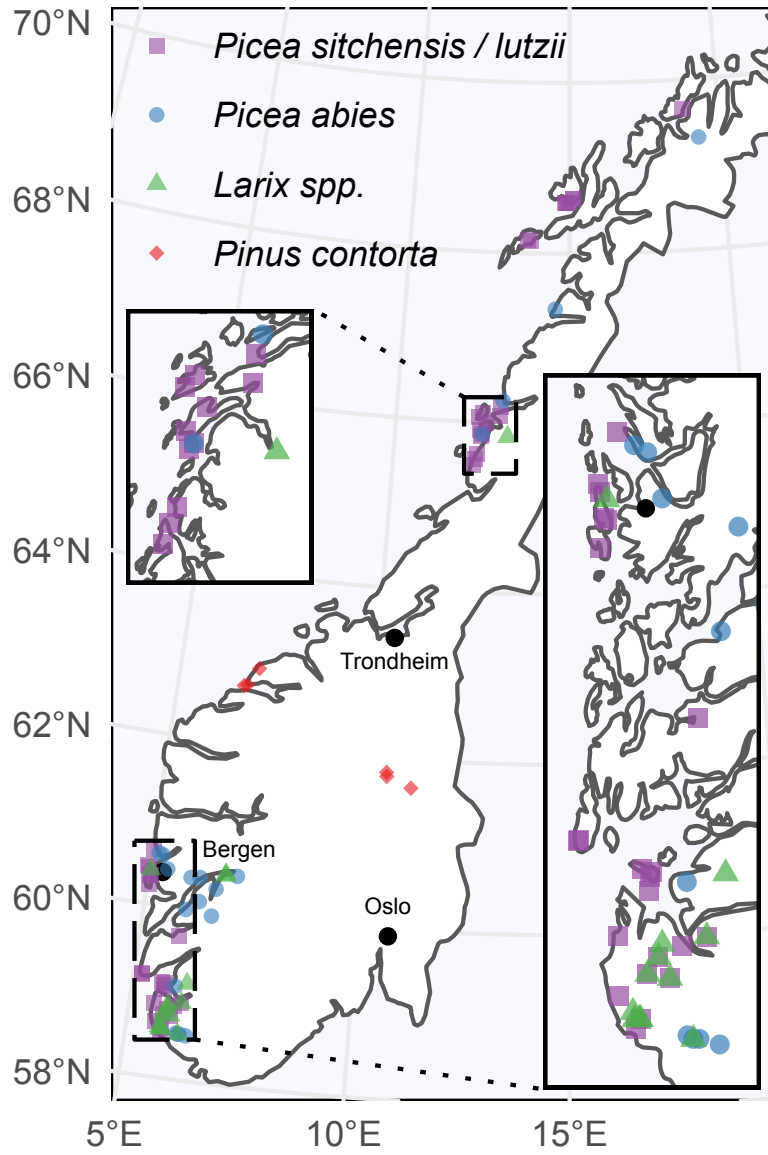 70°N
Picea sitchensis / lutzii
Picea abies
68°N
Larix spp.
Pinus contorta
66°N
64°N
Trondheim
62°N
Bergen
60°N
Oslo
58°N
5°E 10°E 15°E